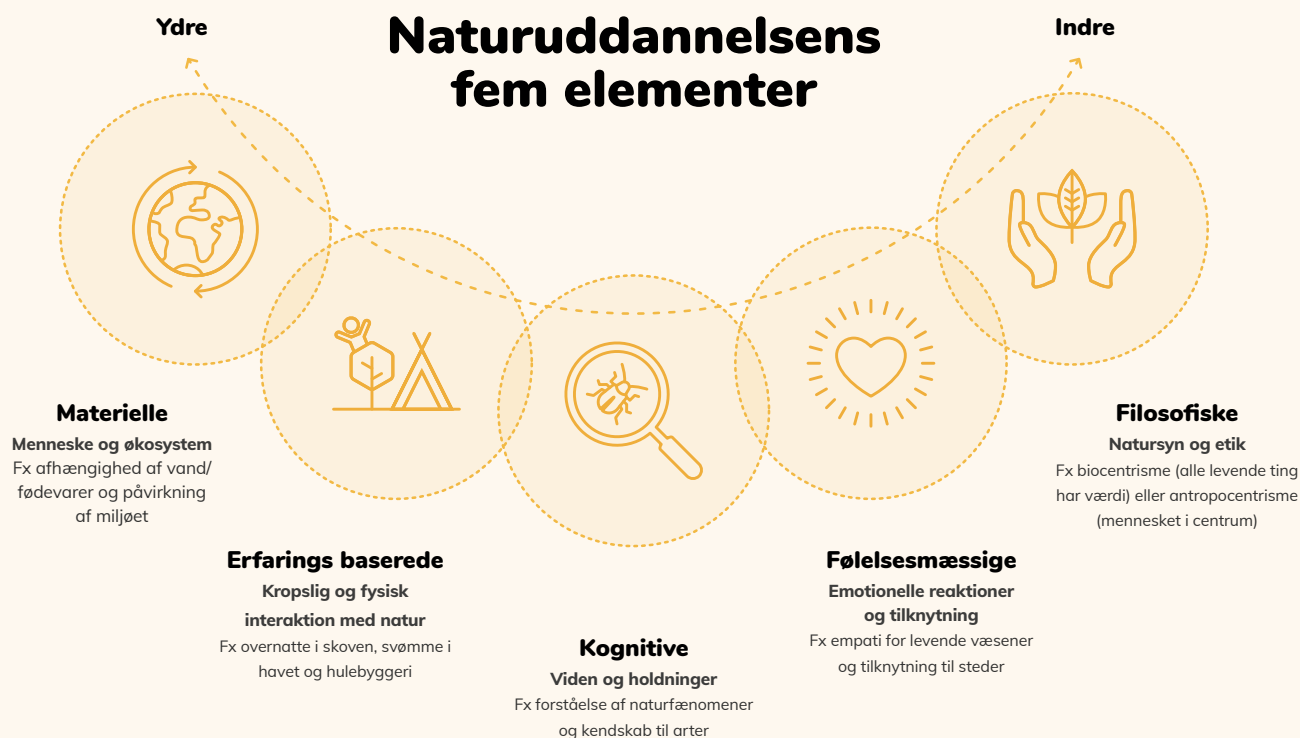 Ydre
Naturuddannelsens
fem elementer
Indre
Materielle
Menneske og økosystem
Fx afhængighed af vand/
fødevarer og påvirkning
af miljøet
Erfarings baserede
Kropslig og fysisk
interaktion med natur
Fx overnatte i skoven, svømme i
havet og hulebyggeri
Kognitive
Viden og holdninger
Fx forståelse af naturfænomener
og kendskab til arter
Følelsesmæssige
Emotionelle reaktioner
og tilknytning
Fx empati for levende væsener
og tilknytning til steder
Filosofiske
Natursyn og etik
Fx biocentrisme (alle levende ting
har værdi) eller antropocentrisme
(mennesket i centrum)